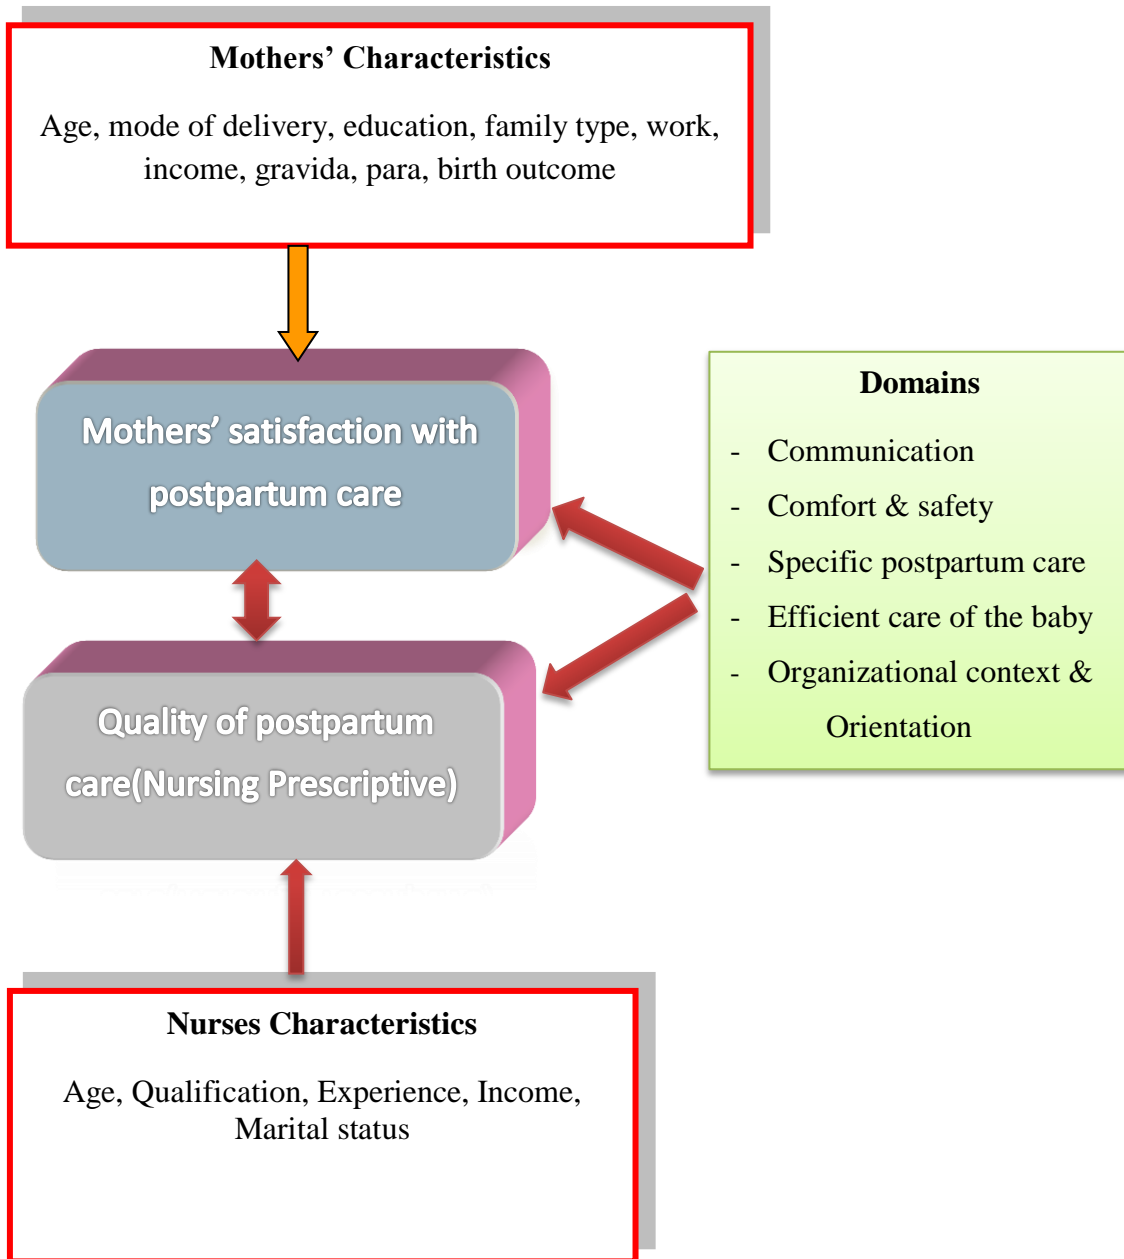 Mothers’ Characteristics
Age, mode of delivery, education, family type, work,
income, gravida, para, birth outcome
Mothers’ satisfaction with
postpartum care
Domains
- Communication
- Comfort & safety
- Specific postpartum care
- Efficient care of the baby
- Organizational context &
Orientation
Quality of postpartum
care(Nursing Prescriptive)
Nurses Characteristics
Age, Qualification, Experience, Income,
Marital status